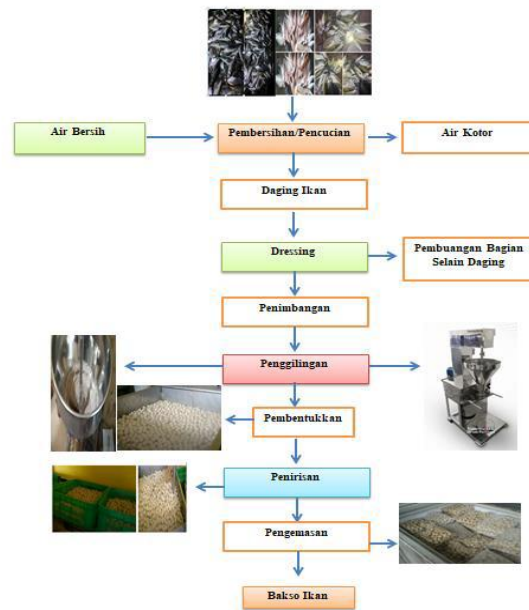 Air Bersih
Pembersihan/Pencucian
Air Kotor
Daging Ikan
Dressing
Pembuangan Bagian
Selain Daging
Penimbangan
Penggilingan
Pembentukkan
Penirisan
Pengemasan
Bakso Ikan